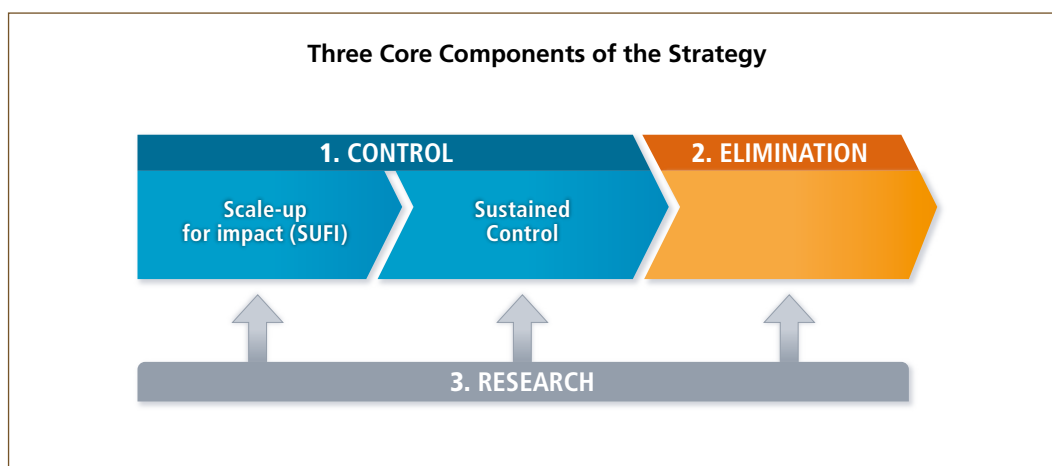 Three Core Components of the Strategy
1. CONTROL
2. ELIMINATION
Scale-up
for impact (SUFI)
Sustained
Control
3. RESEARCH